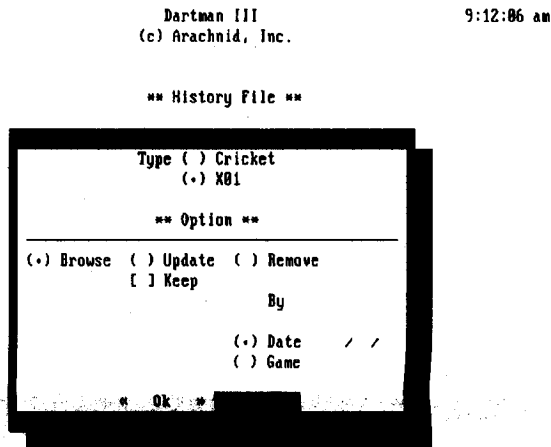 Dartman III 9:12:06 am
(c) Arachnid, Inc.
** History File **
Type ( ) Cricket
(•) X01
** Option **
(•) Browse ( ) Update ( ) Remove
[ ] Keep
By
(•) Date / /
( ) Game
« Ok »